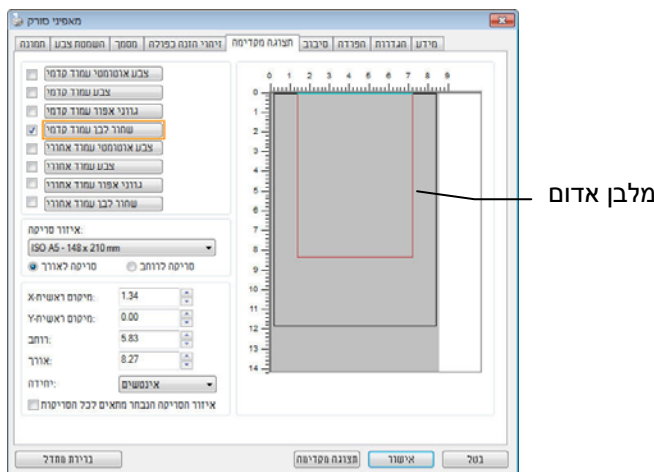 מאפיני סורק
תמונה השמטת צבע מסמך זיהוי הזנה כפולה תצוגה מקדימה סיבוב הפרדה הגדרות מידע
צבע אוטומטי עמוד קדמי
צבע עמוד קדמי
גווני אפור עמוד קדמי
שחור לבן עמוד קדמי
צבע אוטומטי עמוד אחורי
צבע עמוד אחורי
גווני אפור עמוד אחורי
שחור לבן עמוד אחורי
איזור סריקה:
ISO A5 - 148 x 210 mm
סריקה לאורך סריקה לרוחב
X-מיקום ראשית: 1.34
Y-מיקום ראשית: 0.00
רוחב: 5.83
אורך: 8.27
יחידה: אינטשים
איזור הסריקה הנבחר מתאים לכל הסריקות
0 1 2 3 4 5 6 7 8 9
0
1
2
3
4
5
6
7
8
9
10
11
12
13
14
מלבן אדום
ברירת מחדל תצוגה מקדימה אישור בטל